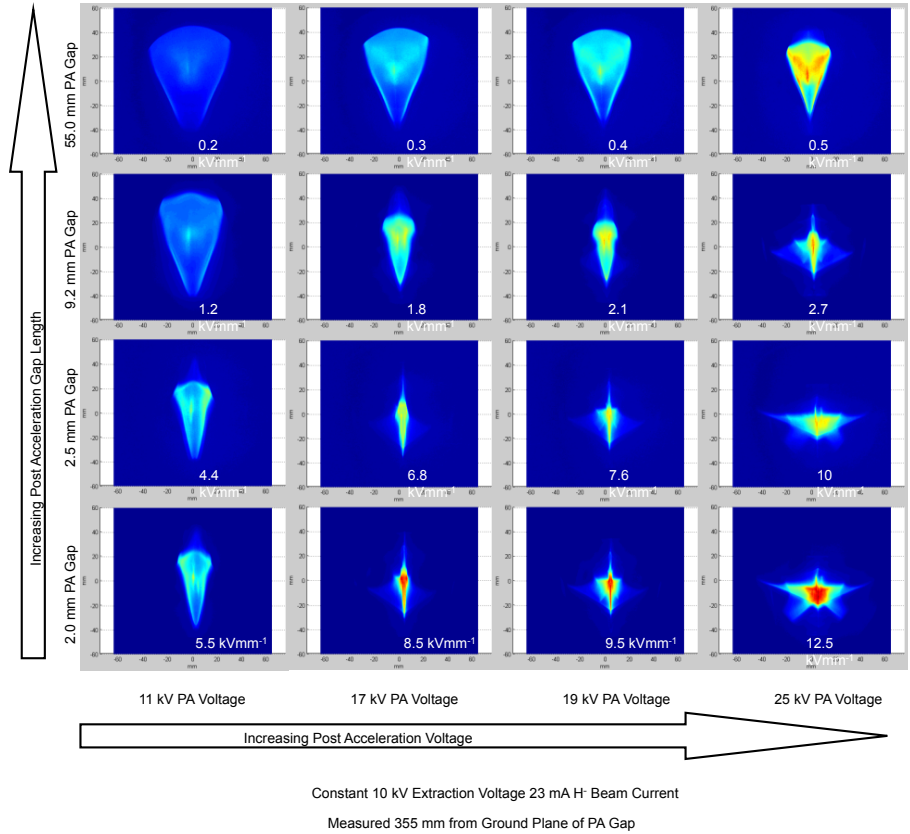 55.0 mm PA Gap
0.2
kVmm⁻¹
0.3
kVmm⁻¹
0.4
kVmm⁻¹
0.5
kVmm⁻¹
9.2 mm PA Gap
1.2
kVmm⁻¹
1.8
kVmm⁻¹
2.1
kVmm⁻¹
2.7
kVmm⁻¹
2.5 mm PA Gap
4.4
kVmm⁻¹
6.8
kVmm⁻¹
7.6
kVmm⁻¹
10
kVmm⁻¹
2.0 mm PA Gap
5.5 kVmm⁻¹
8.5 kVmm⁻¹
9.5 kVmm⁻¹
12.5
kVmm⁻¹
Increasing Post Acceleration Gap Length
11 kV PA Voltage
17 kV PA Voltage
19 kV PA Voltage
25 kV PA Voltage
Increasing Post Acceleration Voltage
Constant 10 kV Extraction Voltage 23 mA H⁻ Beam Current
Measured 355 mm from Ground Plane of PA Gap